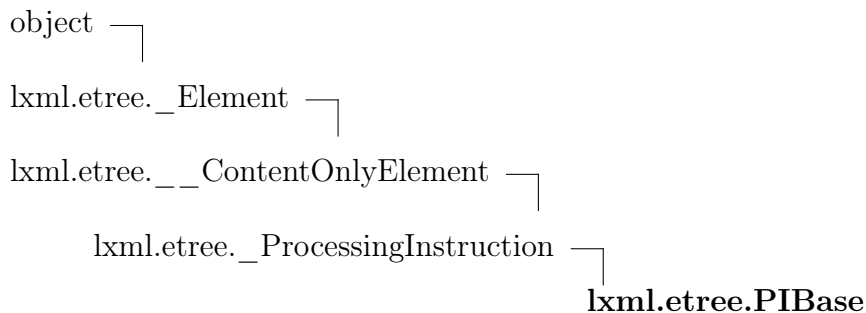 object
lxml.etree._Element
lxml.etree.__ContentOnlyElement
lxml.etree._ProcessingInstruction
lxml.etree.PIBase